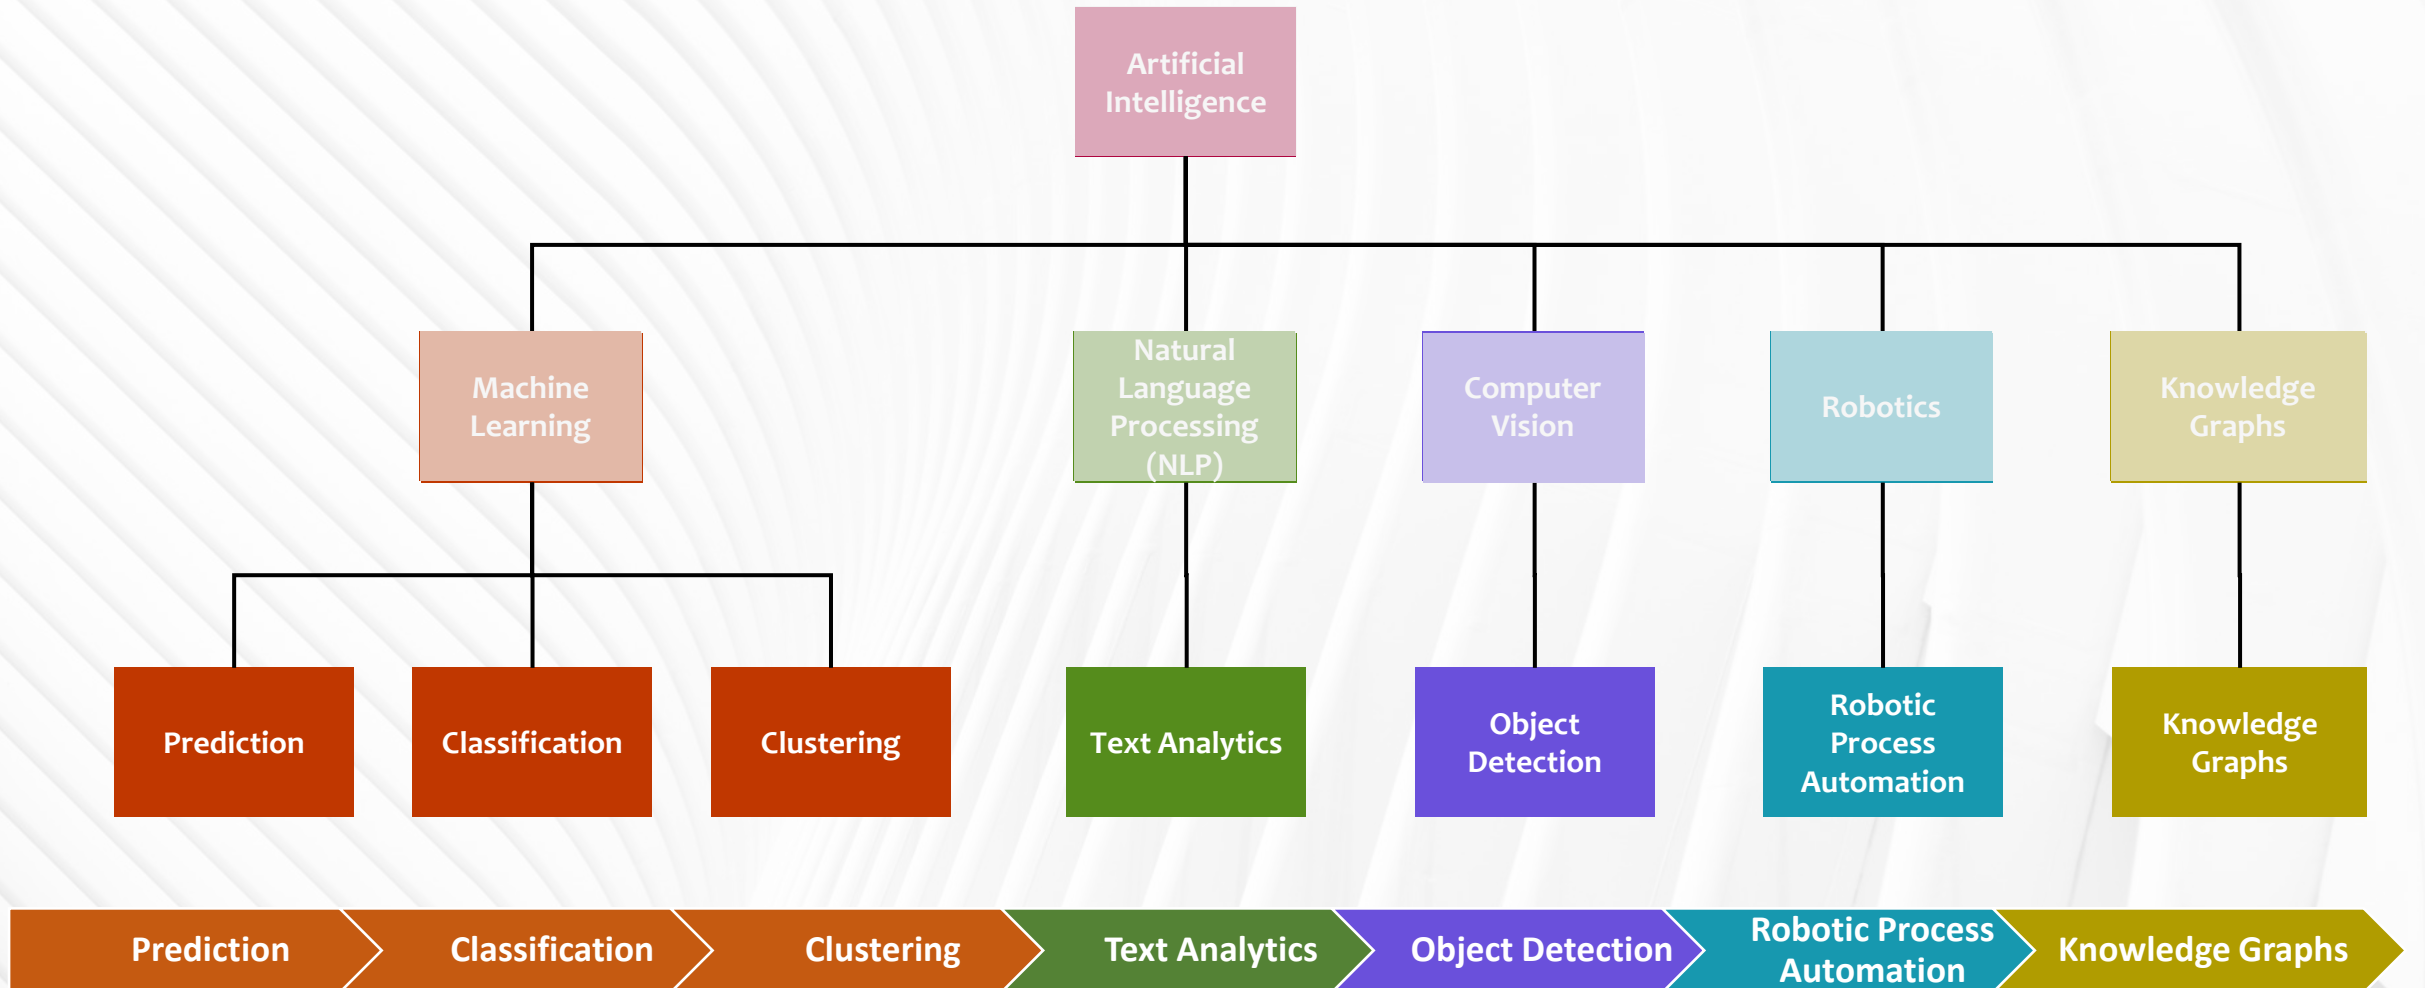 Artificial
Intelligence
Machine
Learning
Natural
Language
Processing
(NLP)
Computer
Vision
Robotics
Knowledge
Graphs
Prediction
Classification
Clustering
Text Analytics
Object
Detection
Robotic
Process
Automation
Knowledge
Graphs
Prediction
Classification
Clustering
Text Analytics
Object Detection
Robotic Process
Automation
Knowledge Graphs